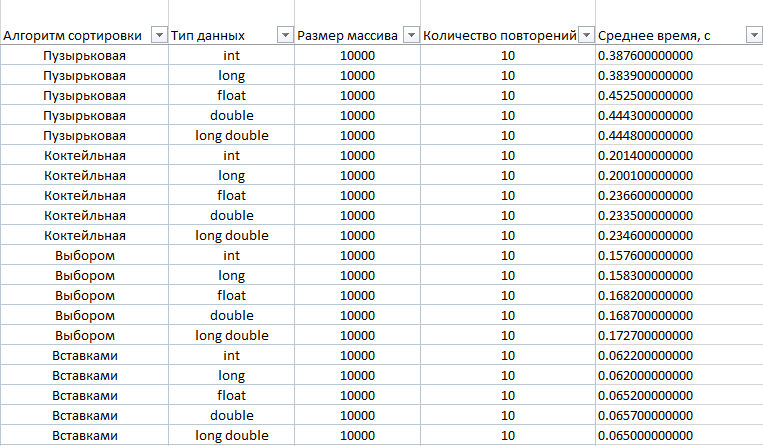 Алгоритм сортировки Тип данных Размер массива Количество повторений Среднее время, с
Пузырьковая int 10000 10 0.387600000000
Пузырьковая long 10000 10 0.383900000000
Пузырьковая float 10000 10 0.452500000000
Пузырьковая double 10000 10 0.444300000000
Пузырьковая long double 10000 10 0.444800000000
Коктейльная int 10000 10 0.201400000000
Коктейльная long 10000 10 0.200100000000
Коктейльная float 10000 10 0.236600000000
Коктейльная double 10000 10 0.233500000000
Коктейльная long double 10000 10 0.234600000000
Выбором int 10000 10 0.157600000000
Выбором long 10000 10 0.158300000000
Выбором float 10000 10 0.168200000000
Выбором double 10000 10 0.168700000000
Выбором long double 10000 10 0.172700000000
Вставками int 10000 10 0.062200000000
Вставками long 10000 10 0.062000000000
Вставками float 10000 10 0.065200000000
Вставками double 10000 10 0.065700000000
Вставками long double 10000 10 0.065000000000